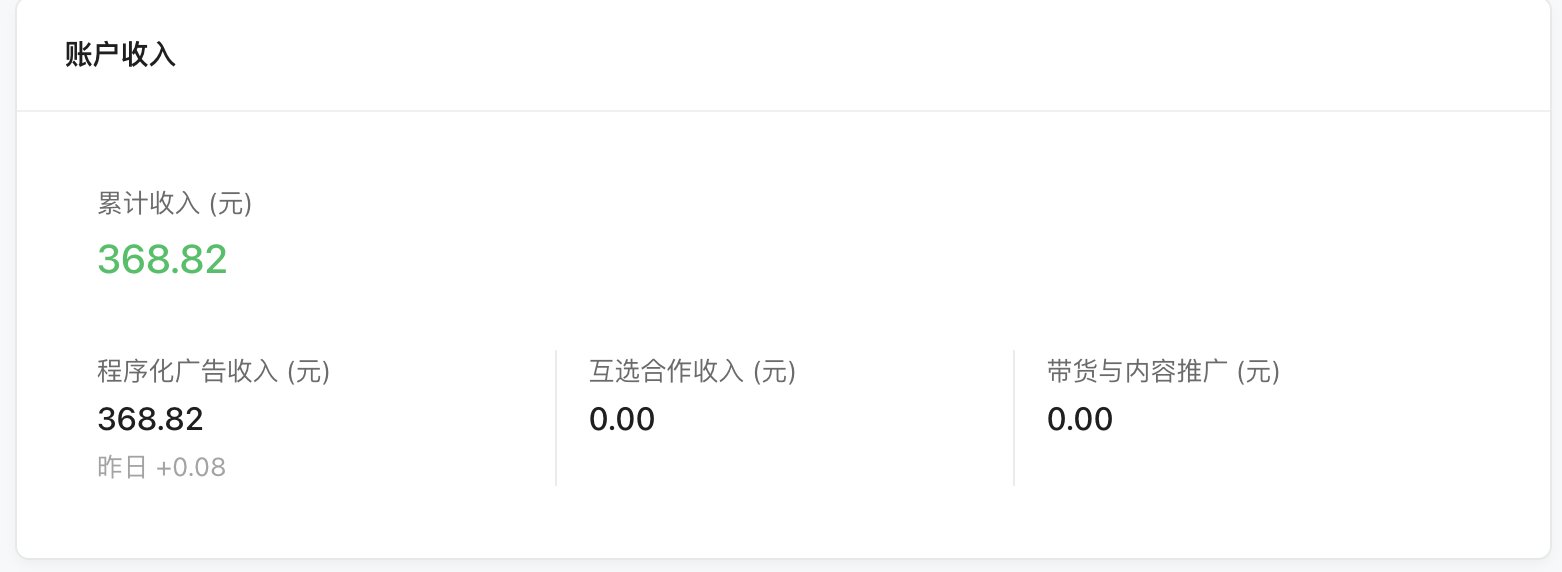 账户收入
累计收入 (元)
368.82
程序化广告收入 (元)
368.82
昨日 +0.08
互选合作收入 (元)
0.00
带货与内容推广 (元)
0.00